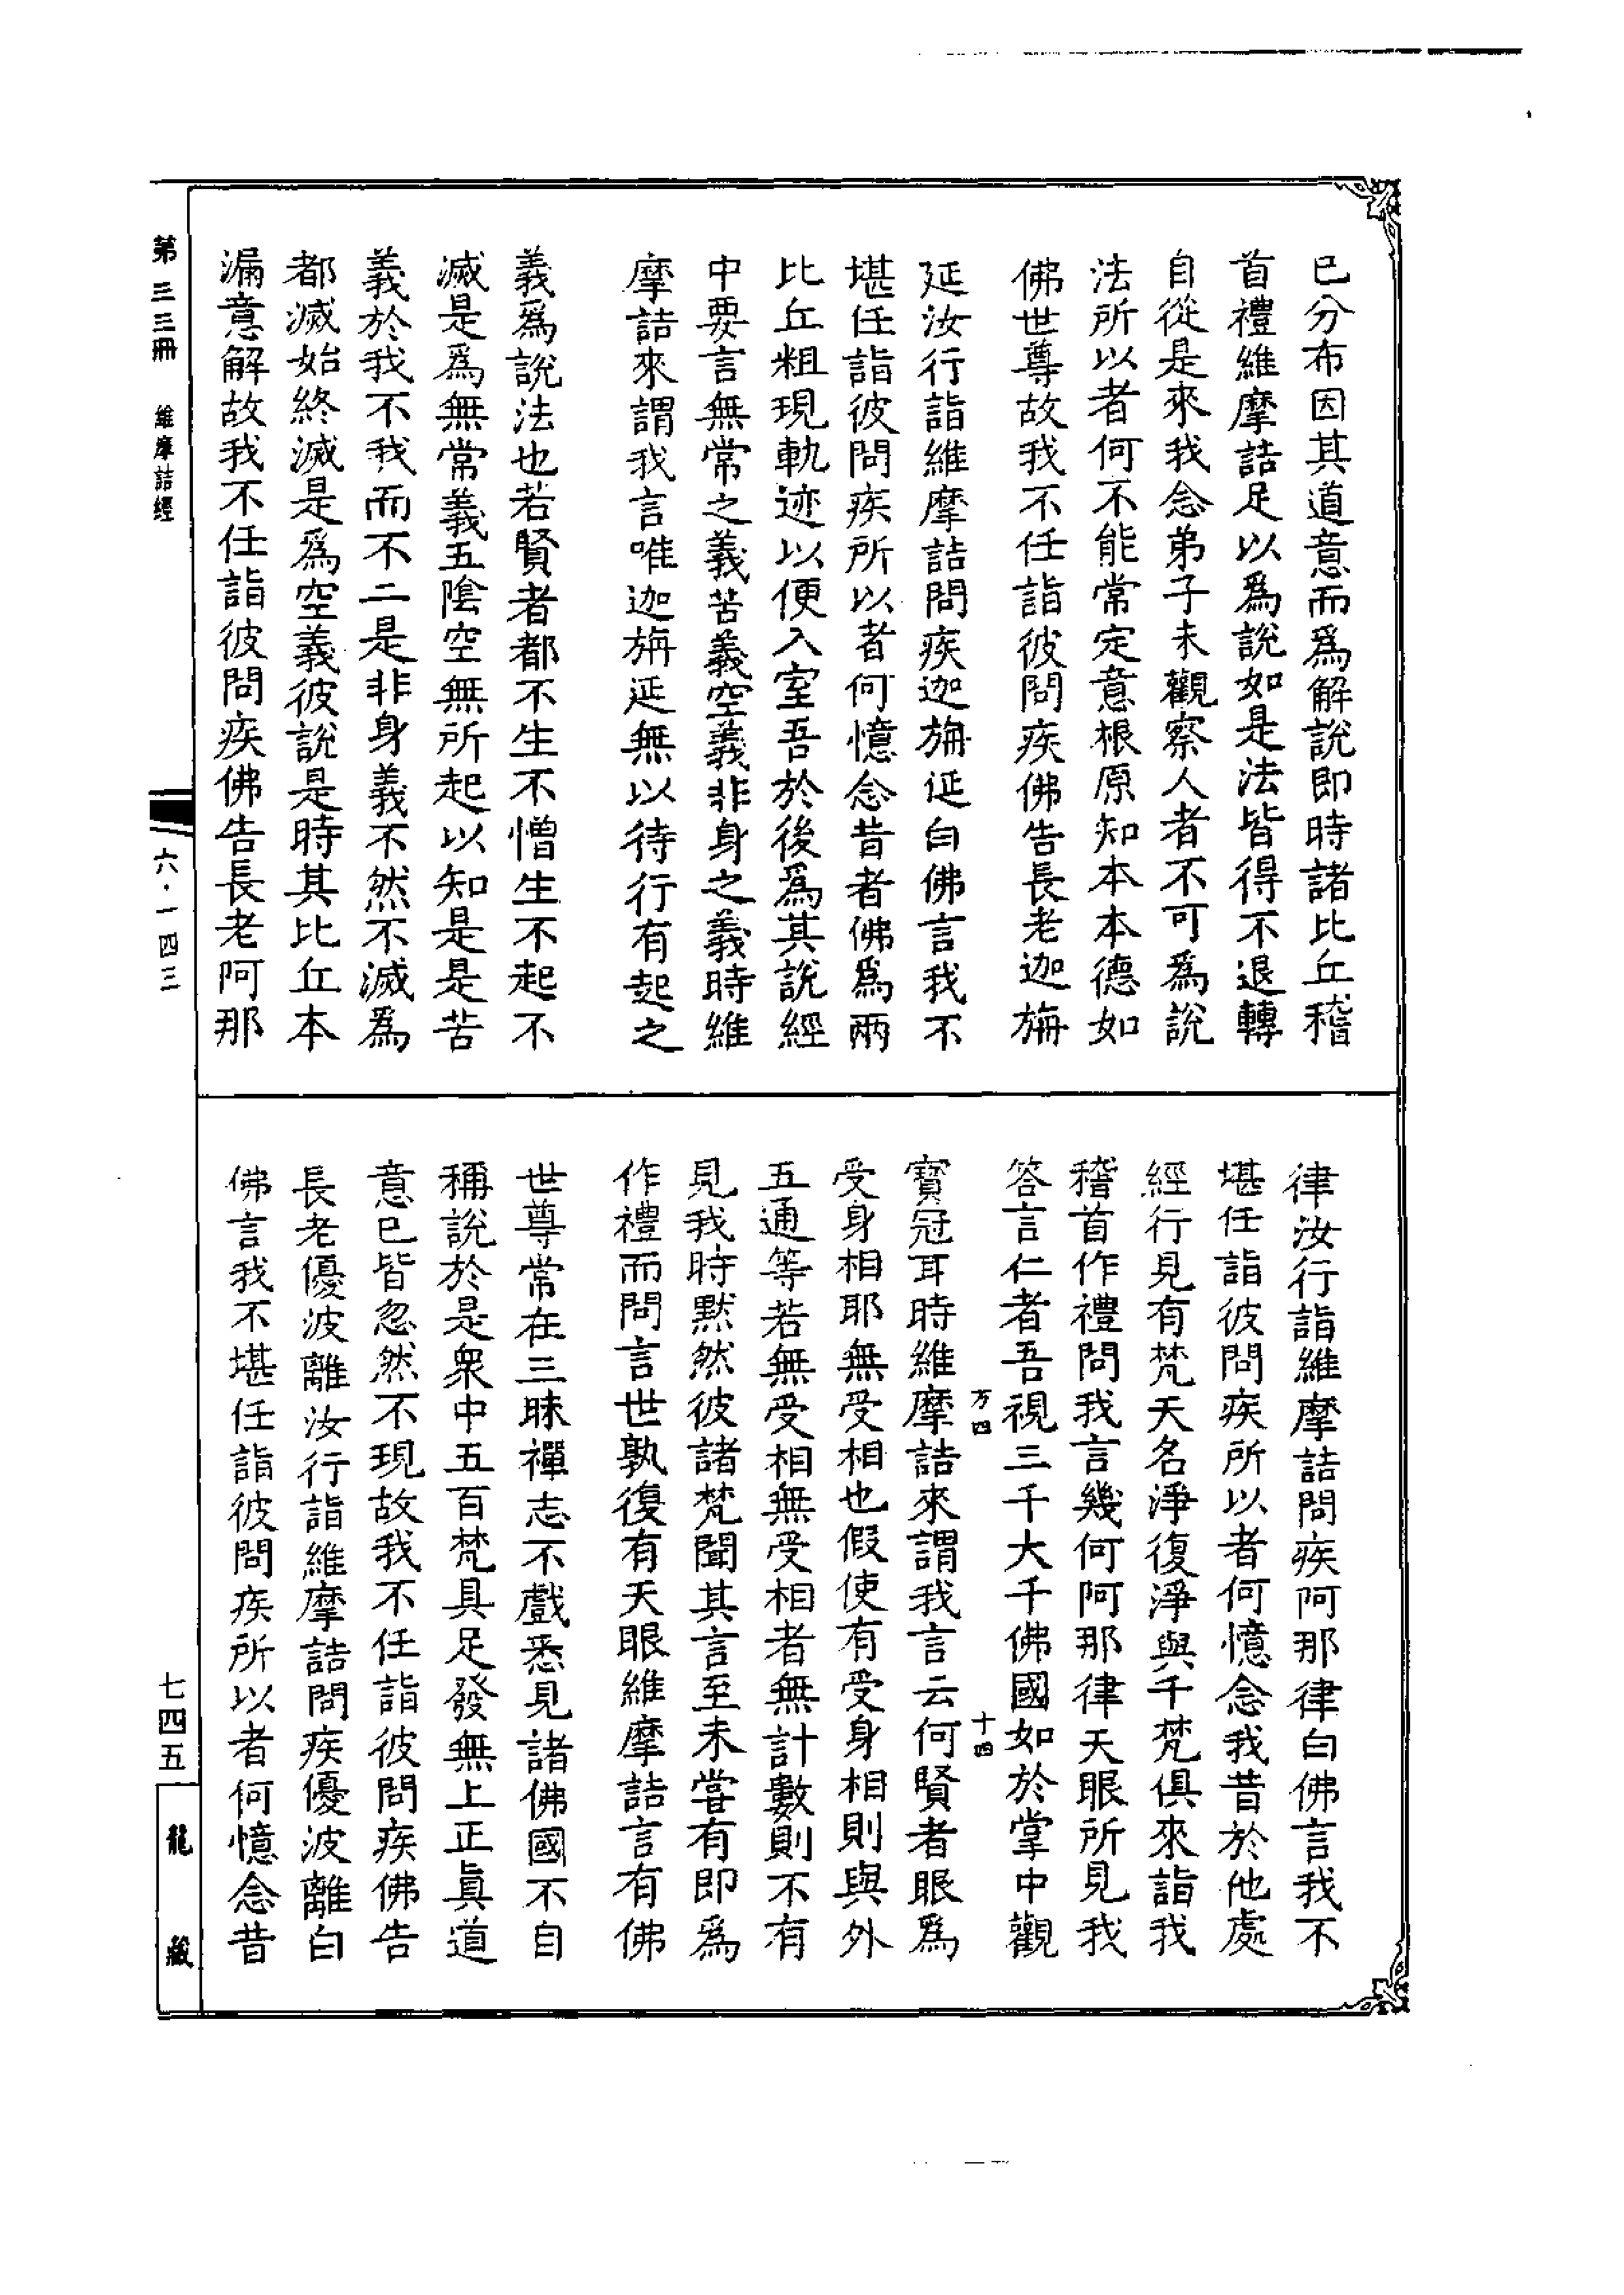 已分布因其道意而為解說即時諸比丘稽
首禮維摩詰足以為說如是法皆得不退轉
自從是來我念弟子未觀察人者不可為說
法所以者何不能常定意根原知本本德如
佛世尊故我不任詣彼問疾佛告長老迦旃
延汝行詣維摩詰問疾迦旃延白佛言我不
堪任詣彼問疾所以者何憶念昔者佛為兩
比丘粗現軌迹以便入室吾於後為其說經
中要言無常之義苦義空義非身之義時維
摩詰來謂我言唯迦旃延無以待行有起之
義為說法也若賢者都不生不憎生不起不
滅是為無常義五陰空無所起以知是是苦
義於我不我而不二是非身義不然不滅為
都滅始終滅是為空義彼說是時其比丘本
漏意解故我不任詣彼問疾佛告長老阿那
律汝行詣維摩詰問疾阿那律白佛言我不
堪任詣彼問疾所以者何憶念我昔於他處
經行見有梵天名淨復淨與千梵俱來詣我
稽首作禮問我言幾何阿那律天眼所見我
答言仁者吾視三千大千佛國如於掌中觀
万四 十四
寶冠耳時維摩詰來謂我言云何賢者眼為
受身相耶無受相也假使有受身相則與外
五通等若無受相無受相者無計數則不有
見我時默然彼諸梵聞其言至未甞有即為
作禮而問言世孰復有天眼維摩詰言有佛
世尊常在三昧禪志不戲悉見諸佛國不自
稱說於是眾中五百梵具足發無上正真道
意已皆忽然不現故我不任詣彼問疾佛告
長老優波離汝行詣維摩詰問疾優波離白
佛言我不堪任詣彼問疾所以者何憶念昔
第三三冊 維摩詰經
六·一四三
七四五
龍藏